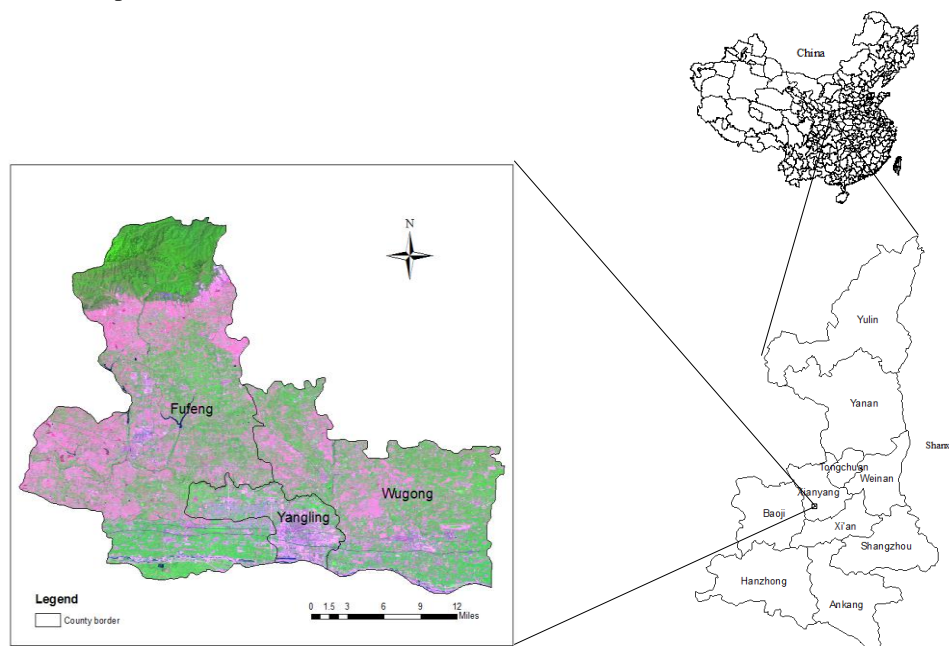 China
N
Yulin
Fufeng
Yanan
Shanx
Tongchuan
Weinan
Wugong
Xianyang
Yangling
Baoji
Xi'an
Shangzhou
Hanzhong
Legend
Ankang
0 1.5 3 6 9 12
Miles
County border